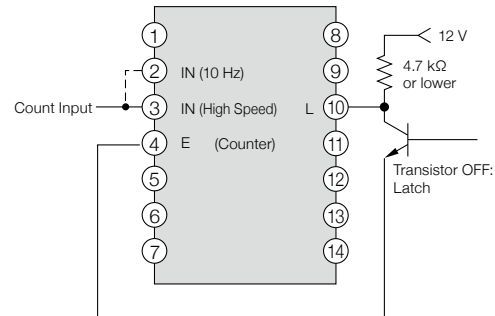 1
8
12 V
2
IN (10 Hz)
9
4.7 kΩ
or lower
Count Input
3
IN (High Speed)
L
10
4
E
(Counter)
11
Transistor OFF:
Latch
5
12
6
13
7
14